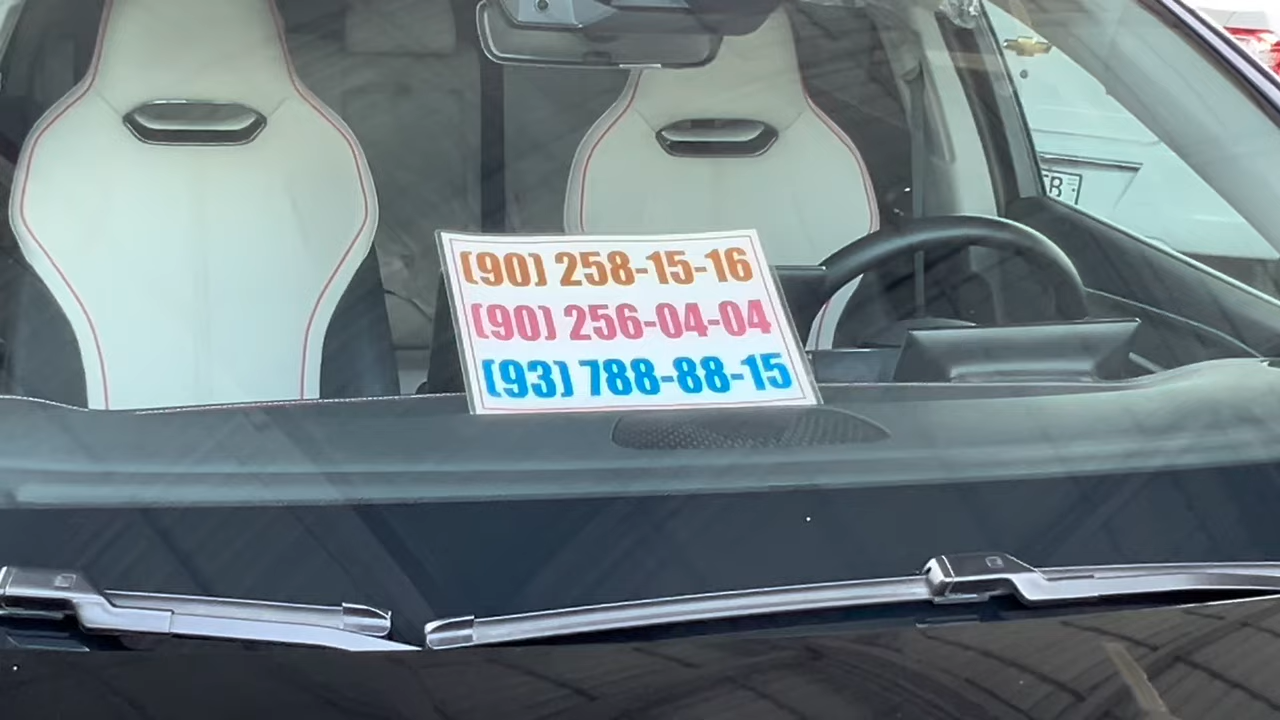 (90) 258-15-16
(90) 256-04-04
(93) 788-88-15